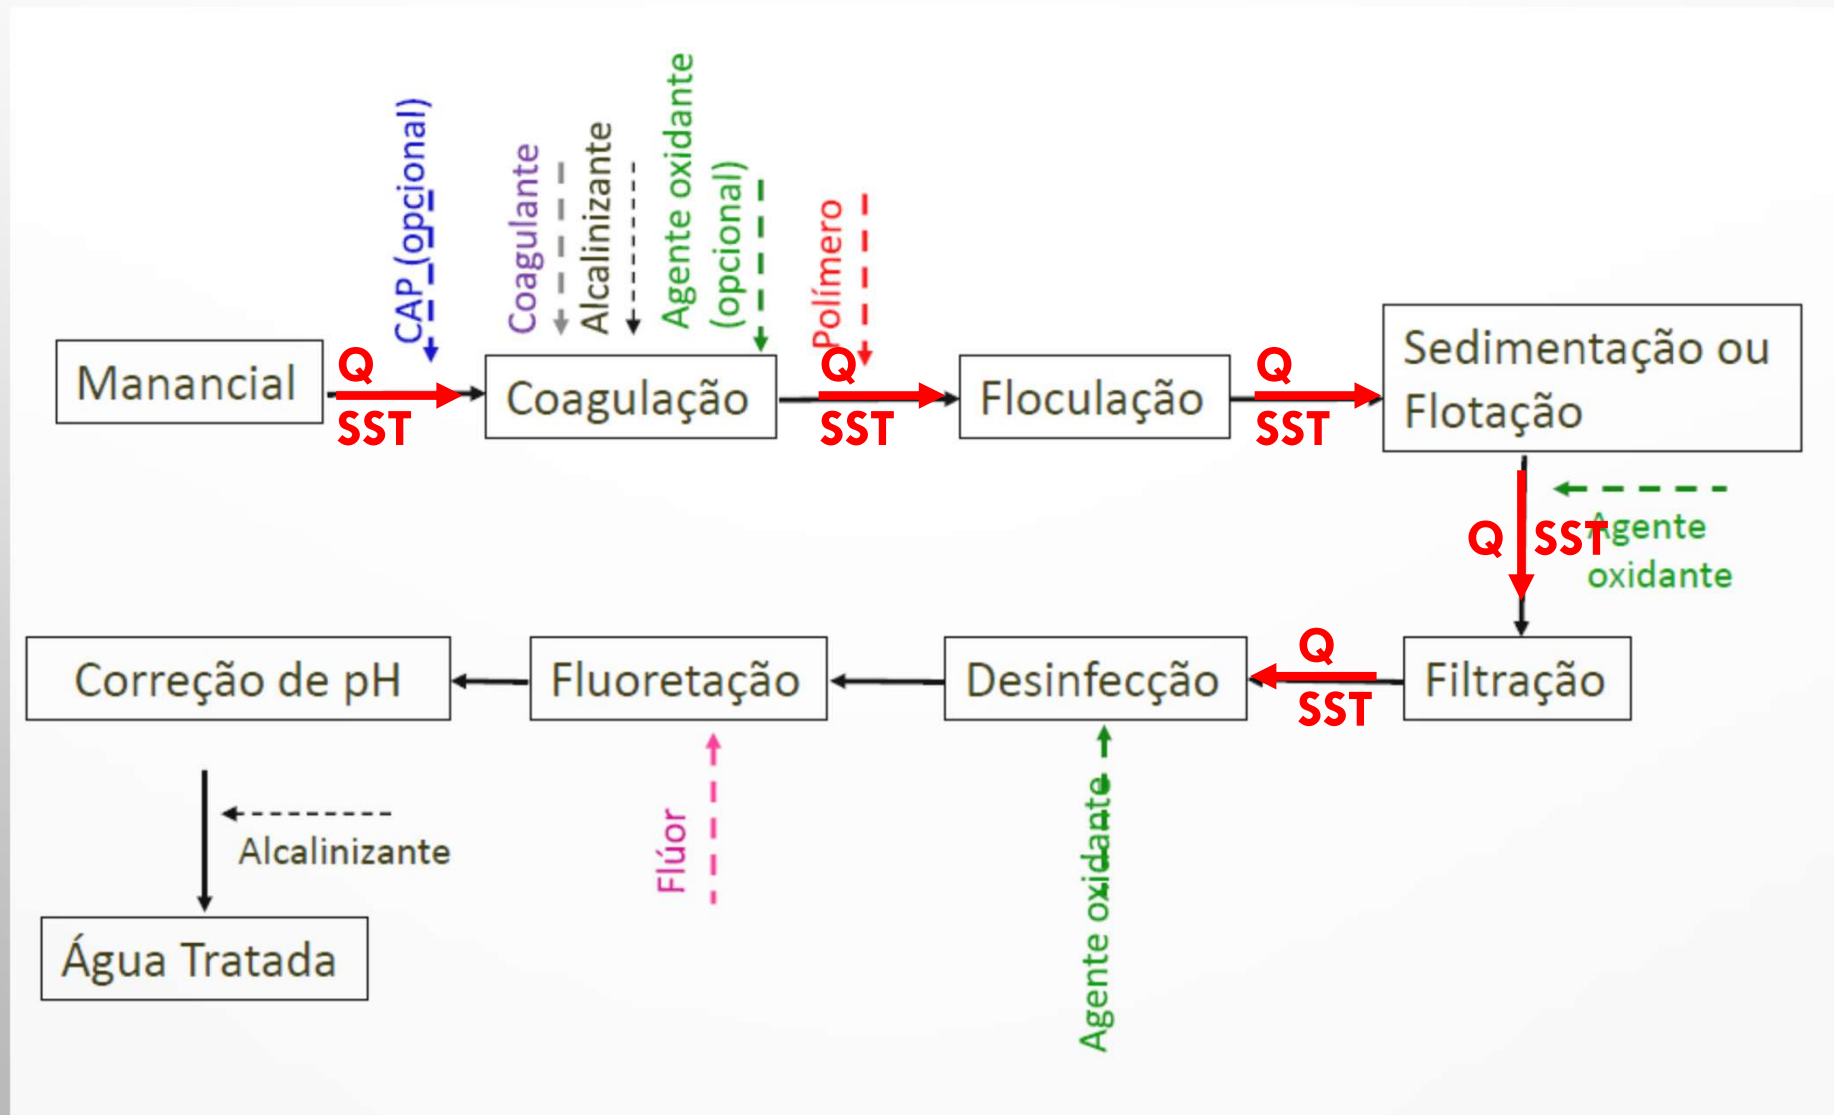 CAP (opcional)
Coagulante
Alcalinizante
Agente oxidante
(opcional)
Polímero
Manancial
Q
SST
Coagulação
Q
SST
Floculação
Q
SST
Sedimentação ou
Flotação
Q
SST
Agente
oxidante
Correção de pH
Fluoretação
Desinfecção
Q
SST
Filtração
Alcalinizante
Flúor
Agente oxidante
Água Tratada